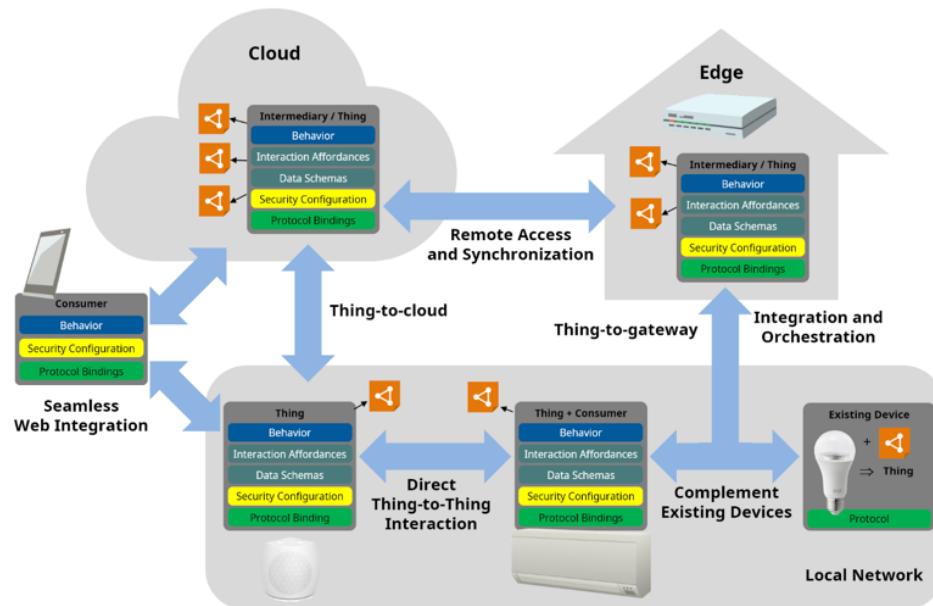 Cloud
Intermediary / Thing
Behavior
Interaction Affordances
Data Schemas
Security Configuration
Protocol Bindings
Edge
Intermediary / Thing
Behavior
Interaction Affordances
Data Schemas
Security Configuration
Protocol Bindings
Remote Access
and Synchronization
Consumer
Behavior
Security Configuration
Protocol Bindings
Seamless
Web Integration
Thing-to-cloud
Thing-to-gateway
Integration and
Orchestration
Thing
Behavior
Interaction Affordances
Data Schemas
Security Configuration
Protocol Binding
Direct
Thing-to-Thing
Interaction
Thing + Consumer
Behavior
Interaction Affordances
Data Schemas
Security Configuration
Protocol Bindings
Complement
Existing Devices
Existing Device
+
⇒ Thing
Protocol
Local Network